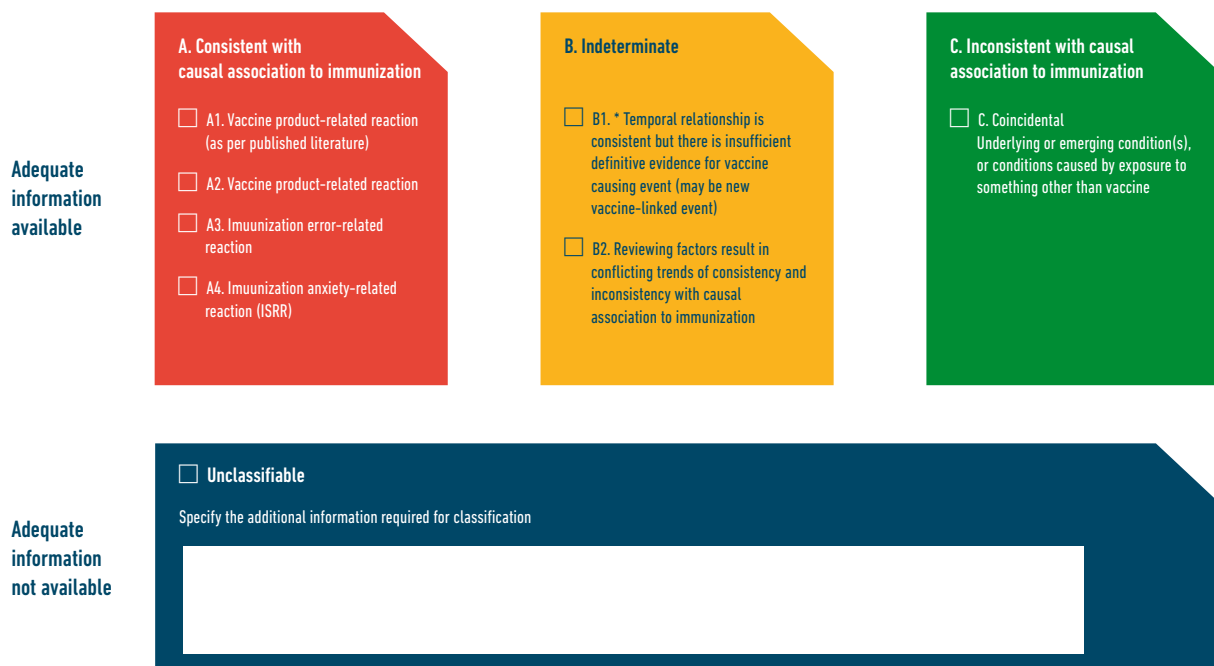 Adequate
information
available
A. Consistent with
causal association to immunization
A1. Vaccine product-related reaction
(as per published literature)
A2. Vaccine product-related reaction
A3. Imuunization error-related
reaction
A4. Imuunization anxiety-related
reaction (ISRR)
B. Indeterminate
B1. * Temporal relationship is
consistent but there is insufficient
definitive evidence for vaccine
causing event (may be new
vaccine-linked event)
B2. Reviewing factors result in
conflicting trends of consistency and
inconsistency with causal
association to immunization
C. Inconsistent with causal
association to immunization
C. Coincidental
Underlying or emerging condition(s),
or conditions caused by exposure to
something other than vaccine
Adequate
information
not available
Unclassifiable
Specify the additional information required for classification